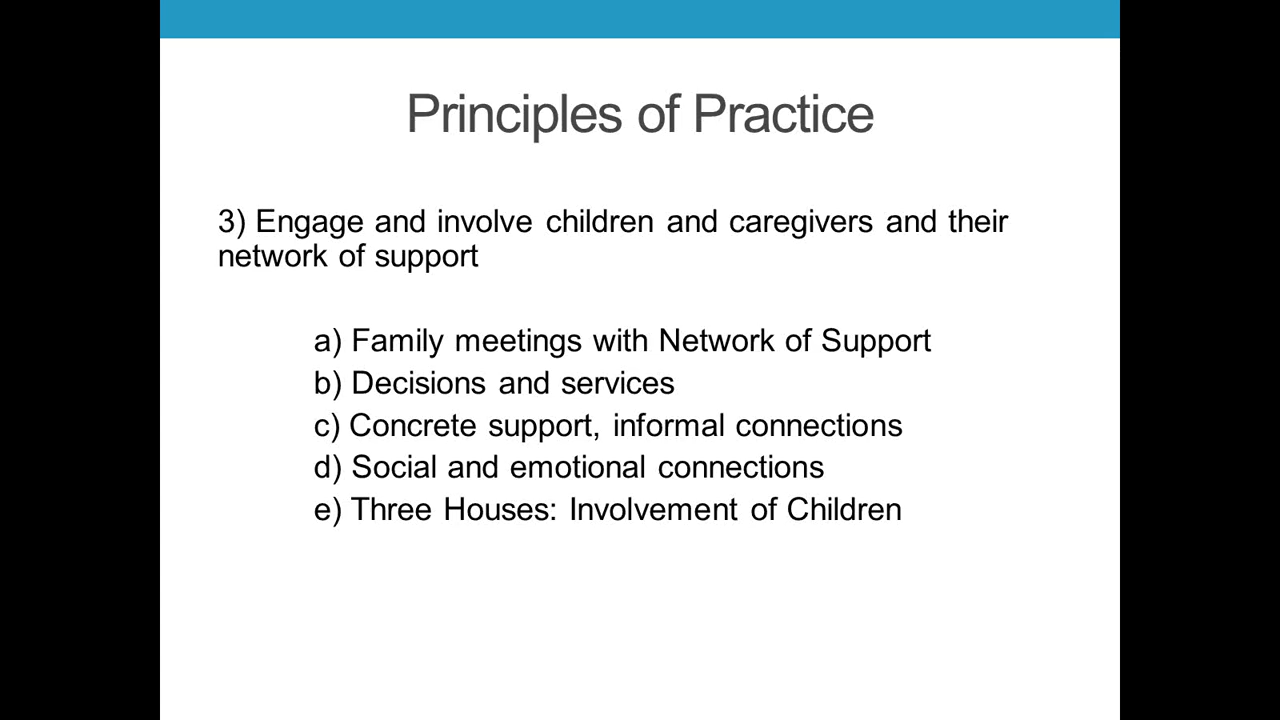 Principles of Practice
3) Engage and involve children and caregivers and their
network of support
a) Family meetings with Network of Support
b) Decisions and services
c) Concrete support, informal connections
d) Social and emotional connections
e) Three Houses: Involvement of Children